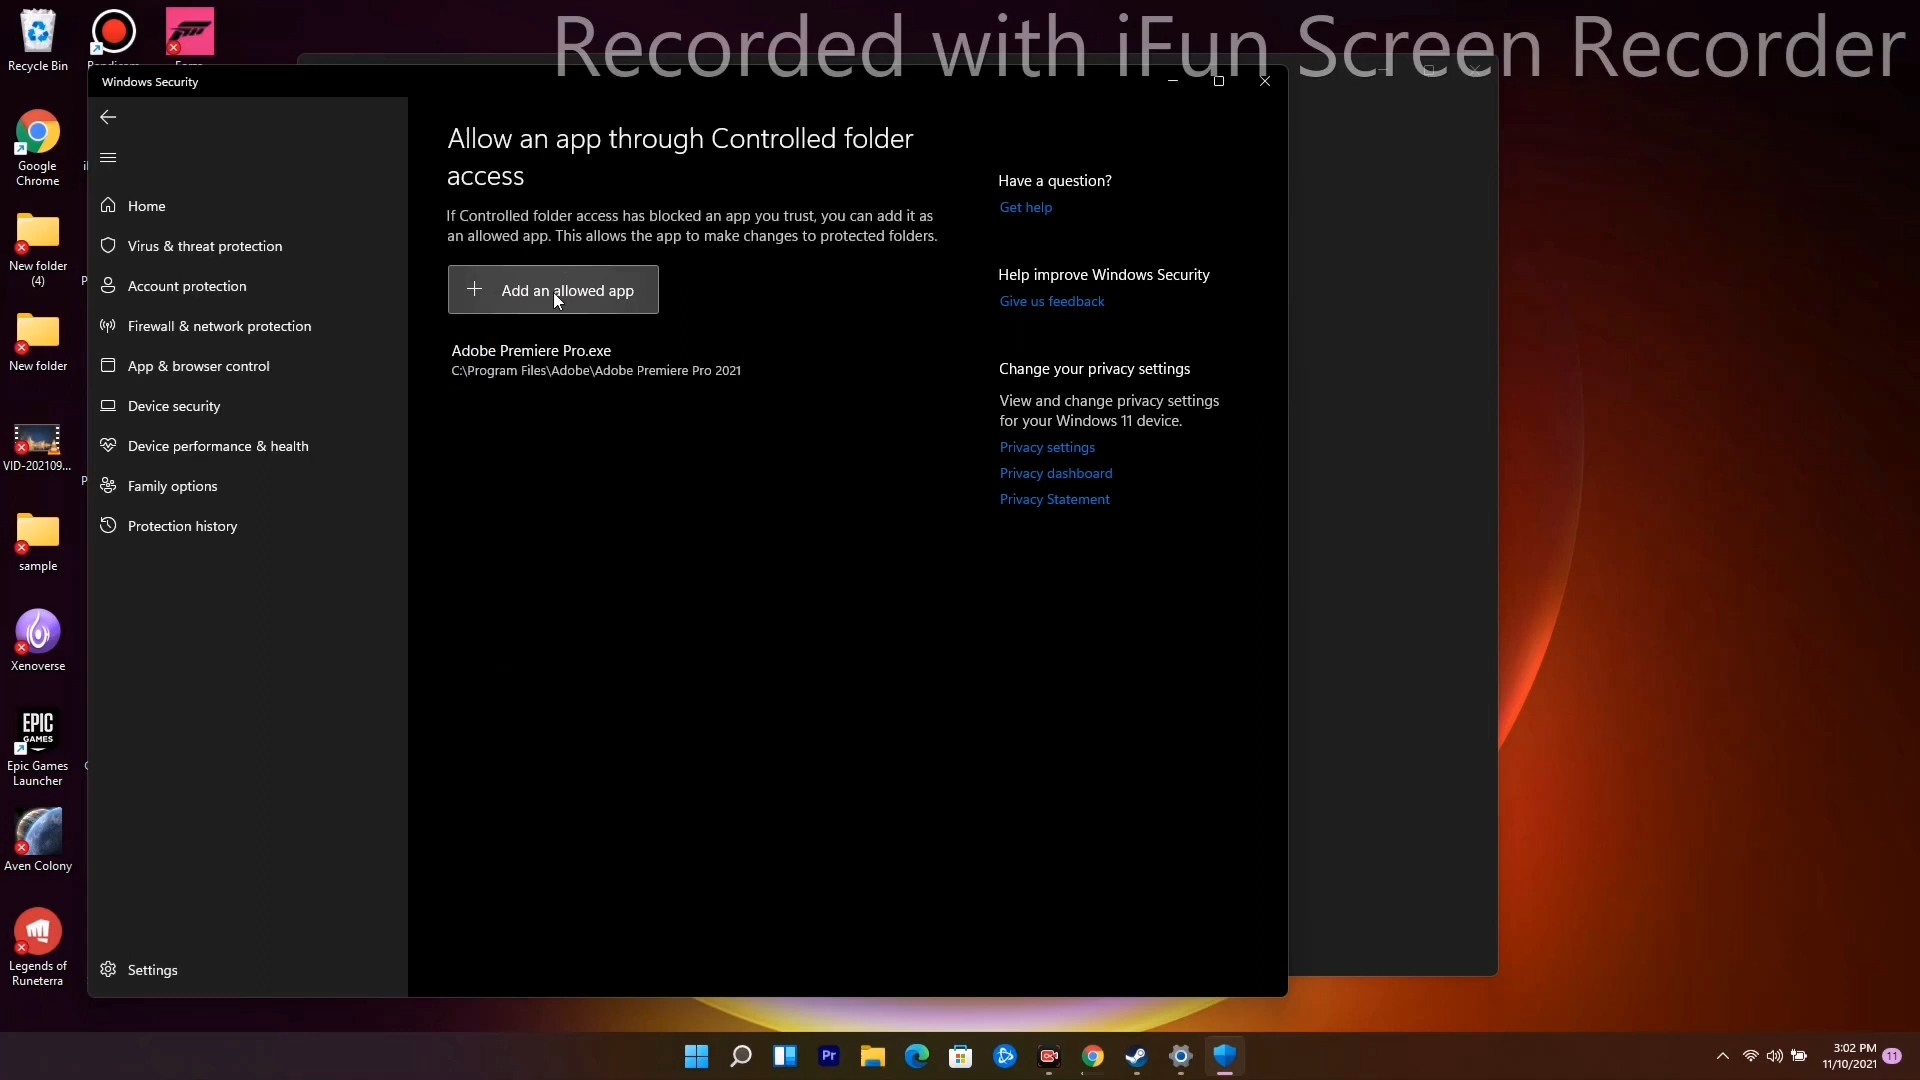 Recorded with iFun Screen Recorder
Recycle Bin
Windows Security
Google
Chrome
New folder
(4)
New folder
VID-202109...
sample
Xenoverse
EPIC
GAMES
Epic Games
Launcher
Aven Colony
Legends of
Runeterra
Home
Virus & threat protection
Account protection
Firewall & network protection
App & browser control
Device security
Device performance & health
Family options
Protection history
Settings
Allow an app through Controlled folder
access
If Controlled folder access has blocked an app you trust, you can add it as
an allowed app. This allows the app to make changes to protected folders.
Add an allowed app
Adobe Premiere Pro.exe
C:\Program Files\Adobe\Adobe Premiere Pro 2021
Have a question?
Get help
Help improve Windows Security
Give us feedback
Change your privacy settings
View and change privacy settings
for your Windows 11 device.
Privacy settings
Privacy dashboard
Privacy Statement
Pr
3:02 PM
11/10/2021
11